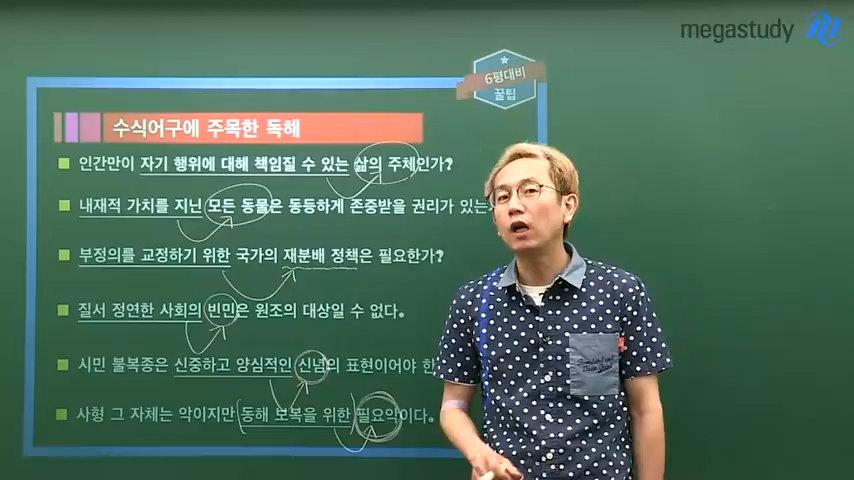 megastudy
6평대비
꿀팁
수식어구에 주목한 독해
인간만이 자기 행위에 대해 책임질 수 있는 삶의 주체인가?
내재적 가치를 지닌 모든 동물은 동등하게 존중받을 권리가 있는
부정의를 교정하기 위한 국가의 재분배 정책은 필요한가?
질서 정연한 사회의 빈민은 원조의 대상일 수 없다.
시민 불복종은 신중하고 양심적인 신념의 표현이어야 한
사형 그 자체는 악이지만 동해 보복을 위한 필요악이다.